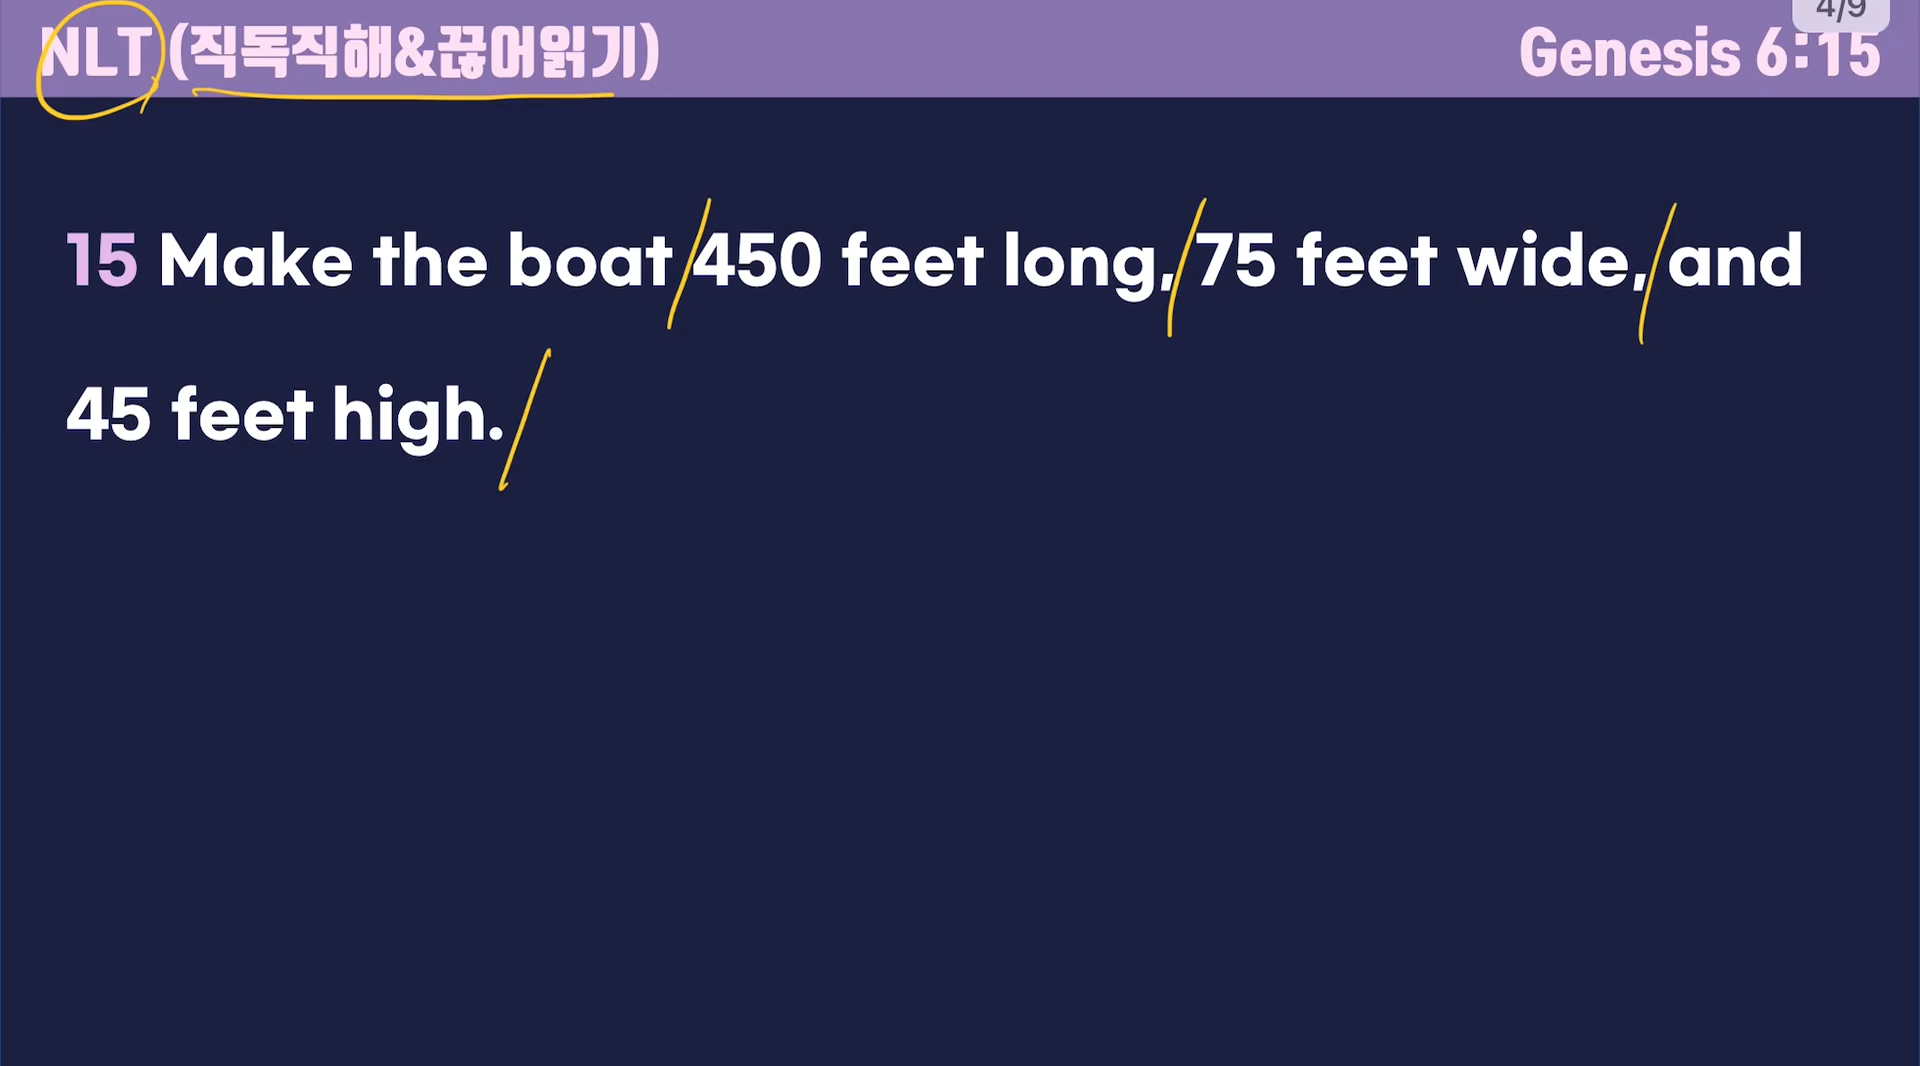 4/9
NLT (직독직해&끊어읽기)
Genesis 6:15
15 Make the boat/450 feet long,/75 feet wide,/and
45 feet high./